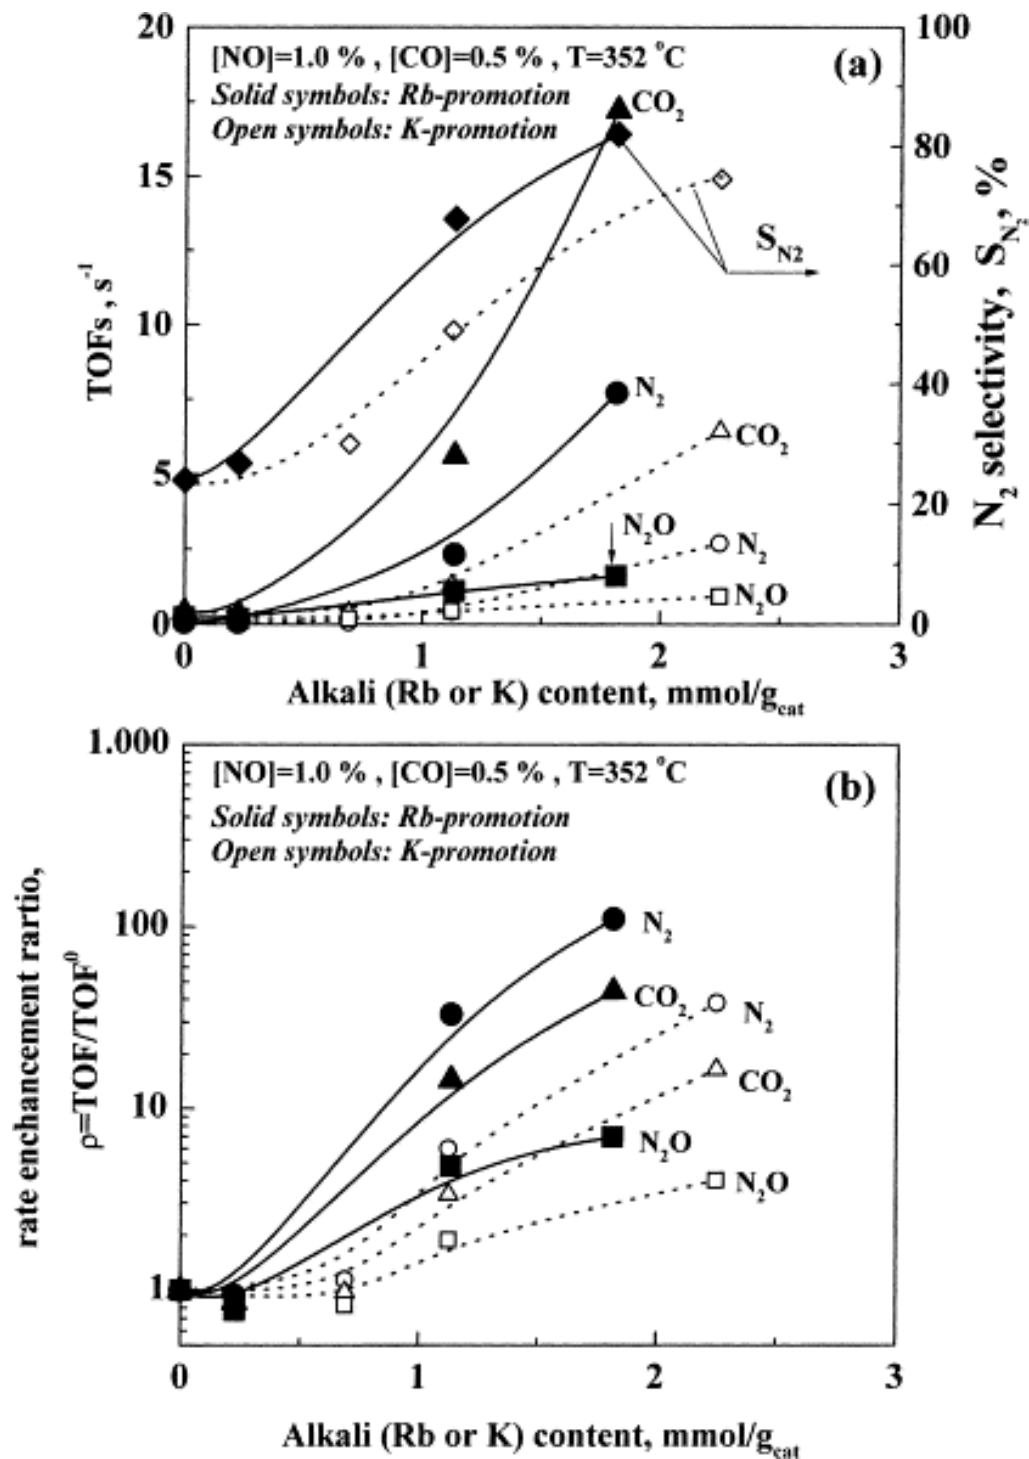 20
15
10
5
0
TOFs , s⁻¹
[NO]=1.0 % , [CO]=0.5 % , T=352 °C
Solid symbols: Rb-promotion
Open symbols: K-promotion
(a)
CO₂
S_N2
N₂
CO₂
N₂O
N₂
N₂O
100
80
60
40
20
0
N₂ selectivity, S_N₂, %
0 1 2 3
Alkali (Rb or K) content, mmol/g_cat
1.000
100
10
1
rate enchancement rartio,
ρ=TOF/TOF⁰
[NO]=1.0 % , [CO]=0.5 % , T=352 °C
Solid symbols: Rb-promotion
Open symbols: K-promotion
(b)
N₂
CO₂
N₂
CO₂
N₂O
N₂O
0 1 2 3
Alkali (Rb or K) content, mmol/g_cat